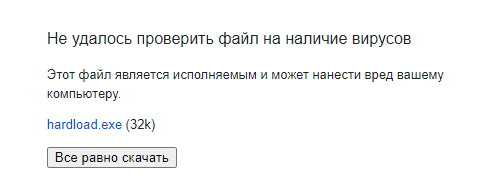 Не удалось проверить файл на наличие вирусов
Этот файл является исполняемым и может нанести вред вашему
компьютеру.
hardload.exe (32k)
Все равно скачать